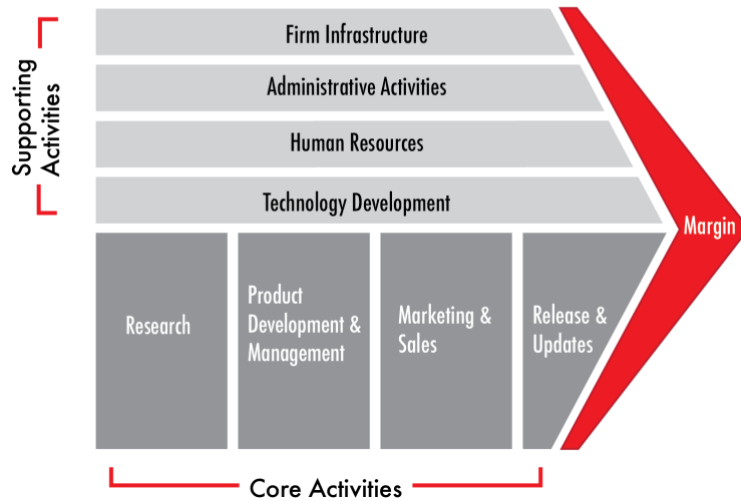 Supporting
Activities
Firm Infrastructure
Administrative Activities
Human Resources
Technology Development
Margin
Research
Product
Development &
Management
Marketing &
Sales
Release &
Updates
Core Activities